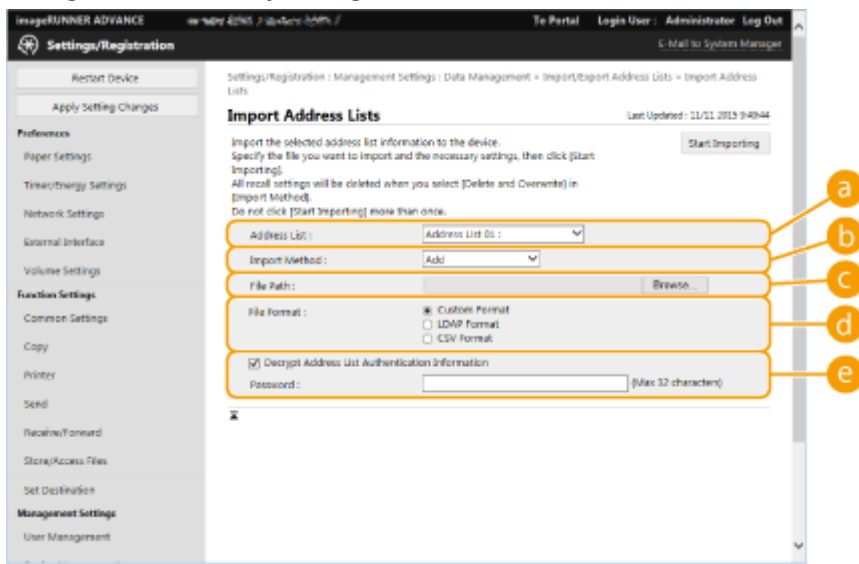 imageRUNNER ADVANCE
To Portal Login User : Administrator Log Out
Settings/Registration
E-Mail to System Manager
Restart Device
Apply Setting Changes
Preferences
Paper Settings
Timer/Energy Settings
Network Settings
External Interface
Volume Settings
Function Settings
Common Settings
Copy
Printer
Send
Receive/Forward
Store/Access Files
Set Destination
Management Settings
User Management
Settings/Registration : Management Settings : Data Management > Import/Export Address Lists > Import Address
Lists
Import Address Lists
Last Updated : 11/11 2015 9:49:44
Import the selected address list information to the device.
Specify the file you want to import and the necessary settings, then click [Start
Importing].
All recall settings will be deleted when you select [Delete and Overwrite] in
[Import Method].
Do not click [Start Importing] more than once.
Start Importing
Address List : Address List 01 :
a
Import Method : Add
b
File Path : Browse...
c
File Format : Custom Format
LDAP Format
CSV Format
d
Decrypt Address List Authentication Information
Password : (Max 32 characters)
e